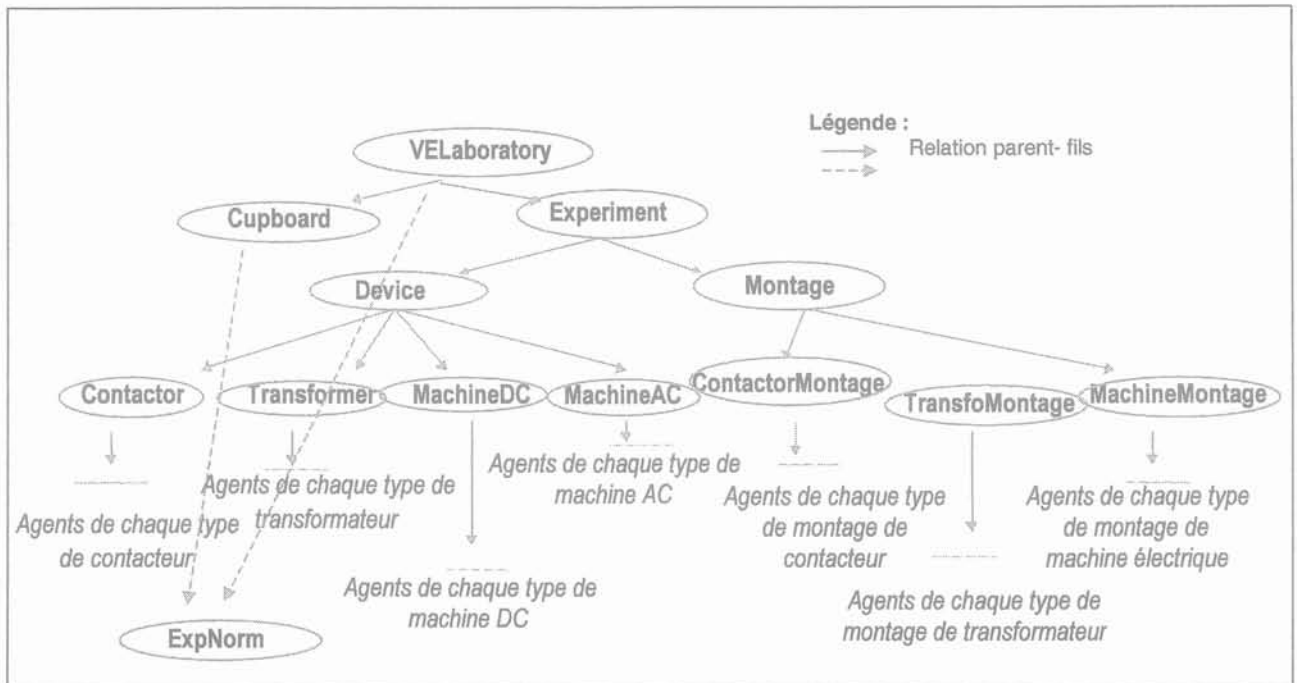 Légende :
Relation parent- fils
VELaboratory
Cupboard
Experiment
Device
Montage
Contactor
Transformer
MachineDC
MachineAC
ContactorMontage
TransfoMontage
MachineMontage
Agents de chaque type
de contacteur
Agents de chaque type de
transformateur
Agents de chaque type de
machine DC
Agents de chaque type de
machine AC
Agents de chaque type
de montage de
contacteur
Agents de chaque type de
montage de transformateur
Agents de chaque type
de montage de
machine électrique
ExpNorm